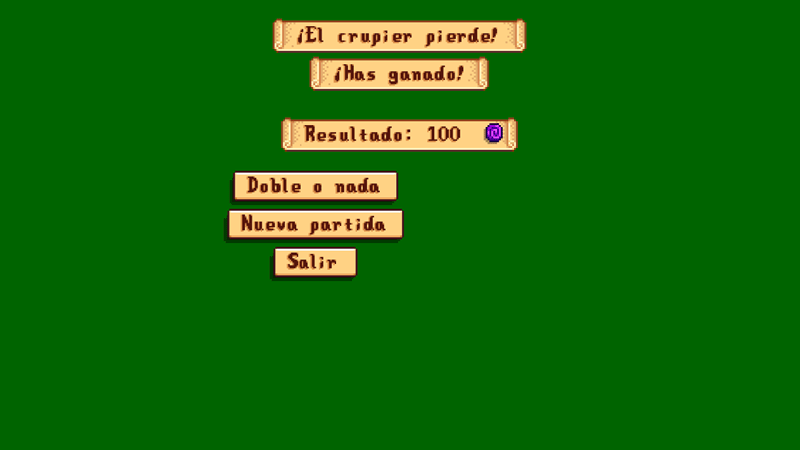 ¡El crupier pierde!
¡Has ganado!
Resultado: 100
Doble o nada
Nueva partida
Salir